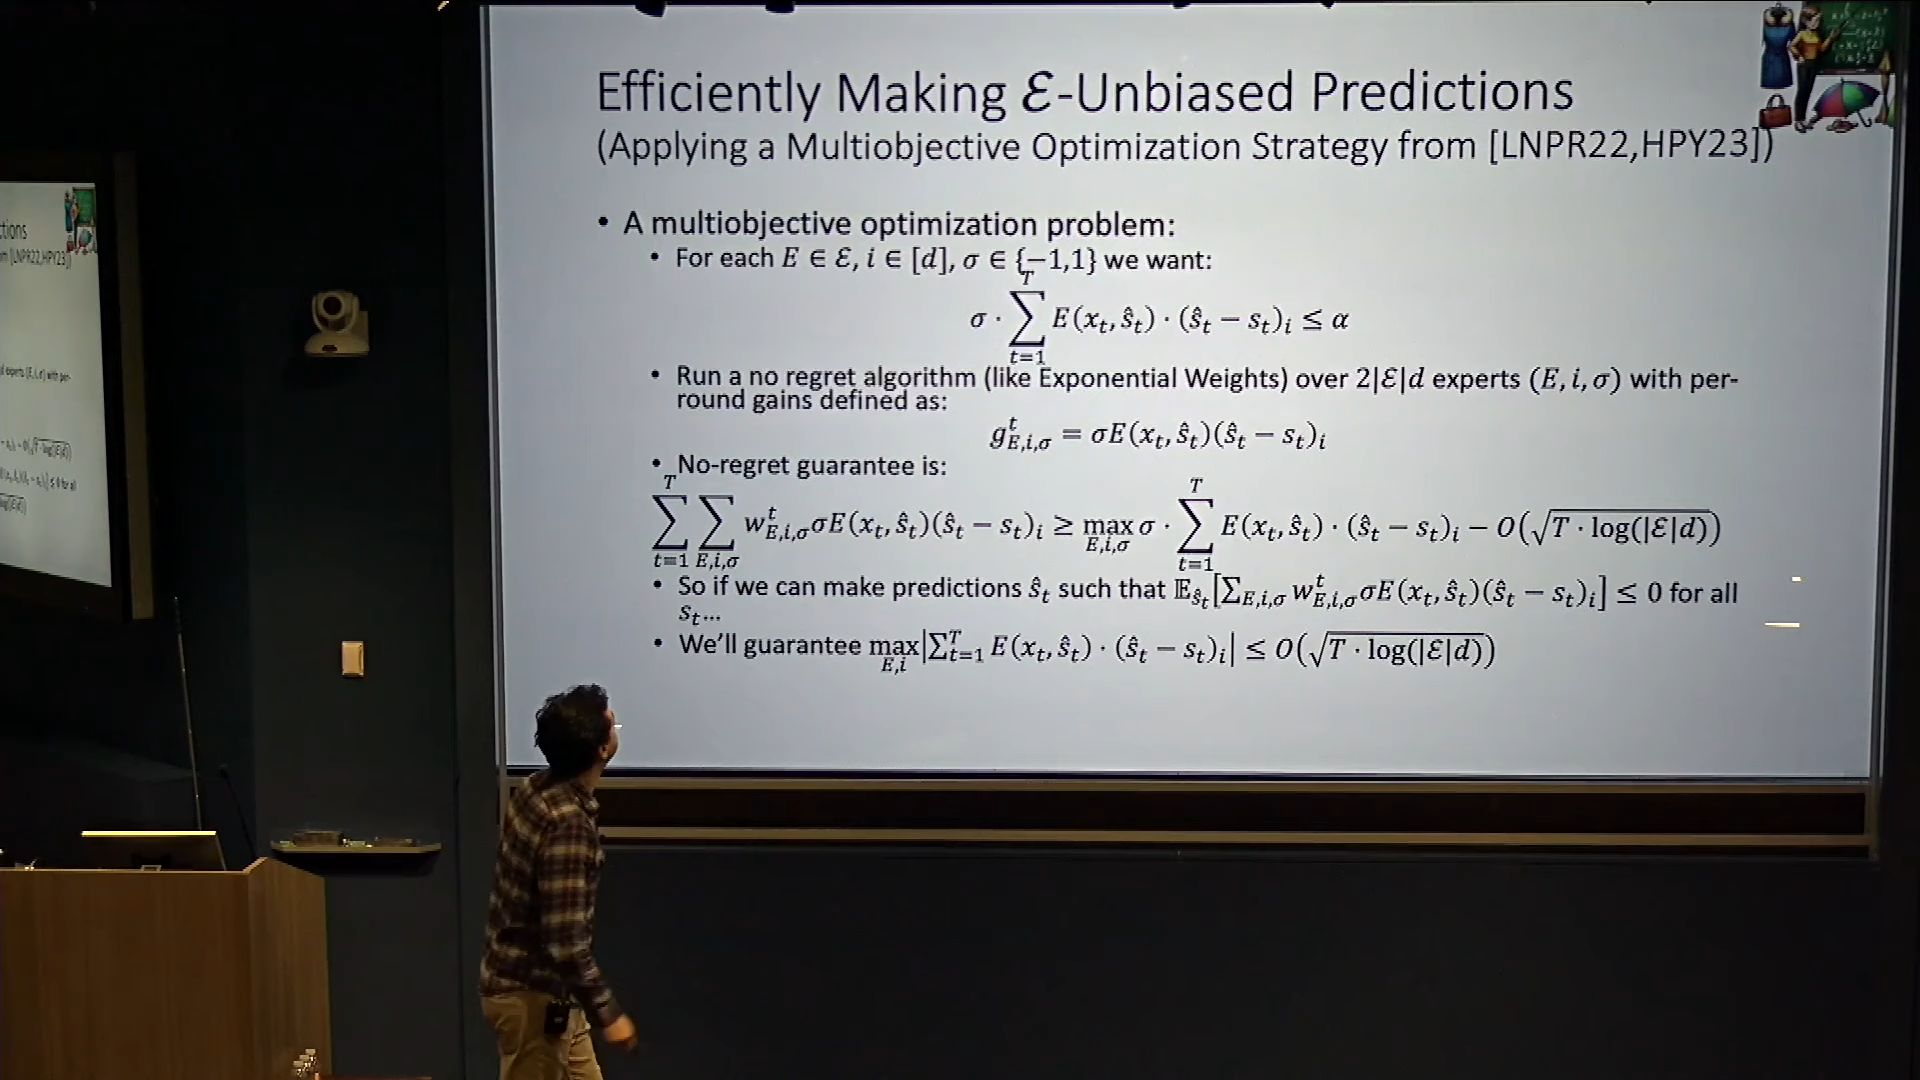 Efficiently Making ℰ-Unbiased Predictions
(Applying a Multiobjective Optimization Strategy from [LNPR22,HPY23])
• A multiobjective optimization problem:
• For each E ∈ ℰ, i ∈ [d], σ ∈ {−1,1} we want:
σ · ∑_{t=1}^{T} E(x_t, ŝ_t) · (ŝ_t − s_t)_i ≤ α
• Run a no regret algorithm (like Exponential Weights) over 2|ℰ|d experts (E, i, σ) with per-
round gains defined as:
g^t_{E,i,σ} = σE(x_t, ŝ_t)(ŝ_t − s_t)_i
• No-regret guarantee is:
∑_{t=1}^{T} ∑_{E,i,σ} w^t_{E,i,σ} σE(x_t, ŝ_t)(ŝ_t − s_t)_i ≥ max_{E,i,σ} σ · ∑_{t=1}^{T} E(x_t, ŝ_t) · (ŝ_t − s_t)_i − O(√(T · log(|ℰ|d)))
• So if we can make predictions ŝ_t such that 𝔼_{ŝ_t}[∑_{E,i,σ} w^t_{E,i,σ} σE(x_t, ŝ_t)(ŝ_t − s_t)_i] ≤ 0 for all
s_t…
• We'll guarantee max_{E,i} |∑_{t=1}^{T} E(x_t, ŝ_t) · (ŝ_t − s_t)_i| ≤ O(√(T · log(|ℰ|d)))